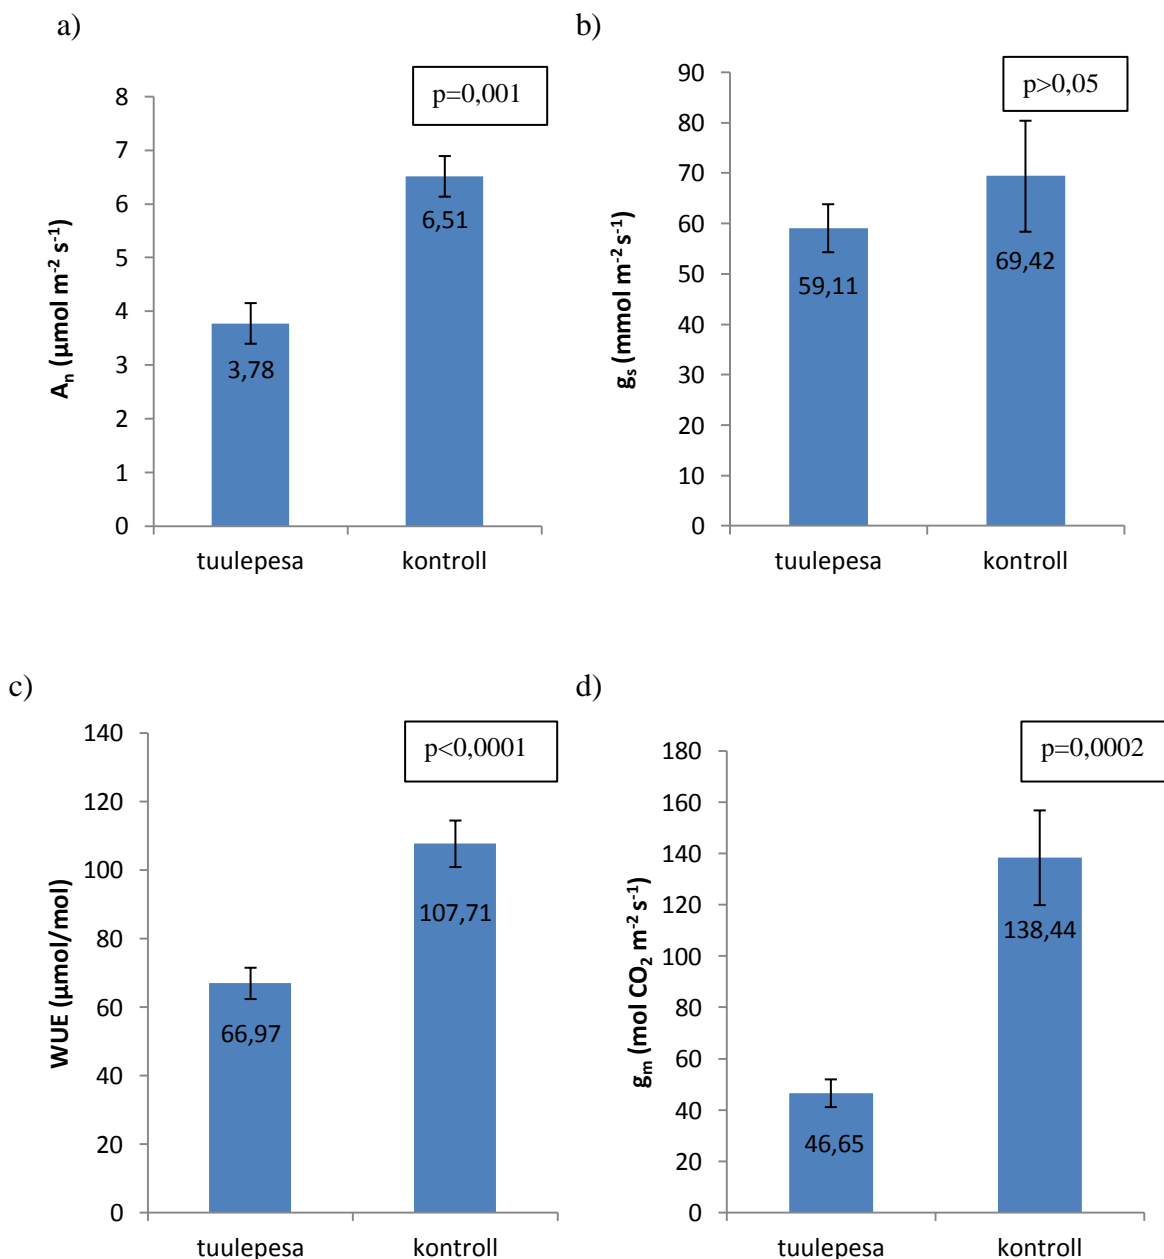 a)
p=0,001
8
7
6
5
4
3
2
1
0
Aₙ (µmol m⁻² s⁻¹)
3,78
6,51
tuulepesa kontroll
b)
p>0,05
90
80
70
60
50
40
30
20
10
0
gₛ (mmol m⁻² s⁻¹)
59,11
69,42
tuulepesa kontroll
c)
p<0,0001
140
120
100
80
60
40
20
0
WUE (µmol/mol)
66,97
107,71
tuulepesa kontroll
d)
p=0,0002
180
160
140
120
100
80
60
40
20
0
gₘ (mol CO₂ m⁻² s⁻¹)
46,65
138,44
tuulepesa kontroll